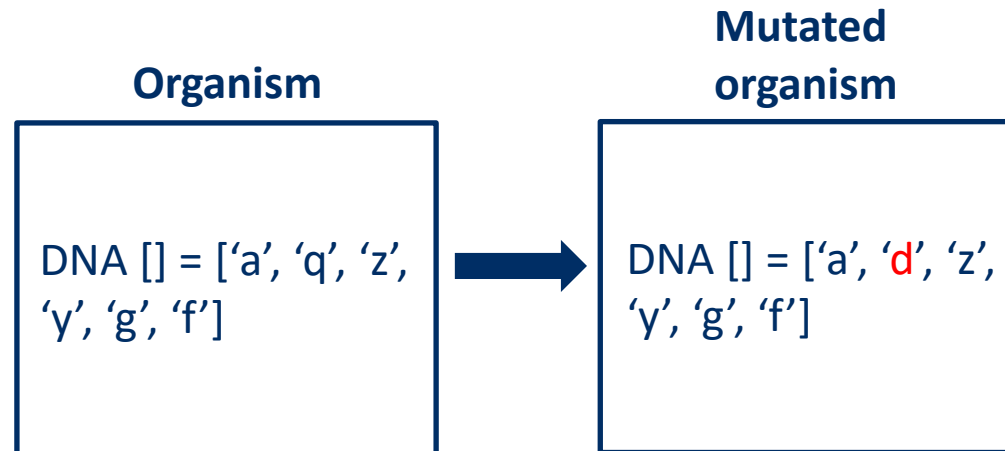 Organism
DNA [] = [‘a’, ‘q’, ‘z’,
‘y’, ‘g’, ‘f’]
Mutated
organism
DNA [] = [‘a’, ‘d’, ‘z’,
‘y’, ‘g’, ‘f’]